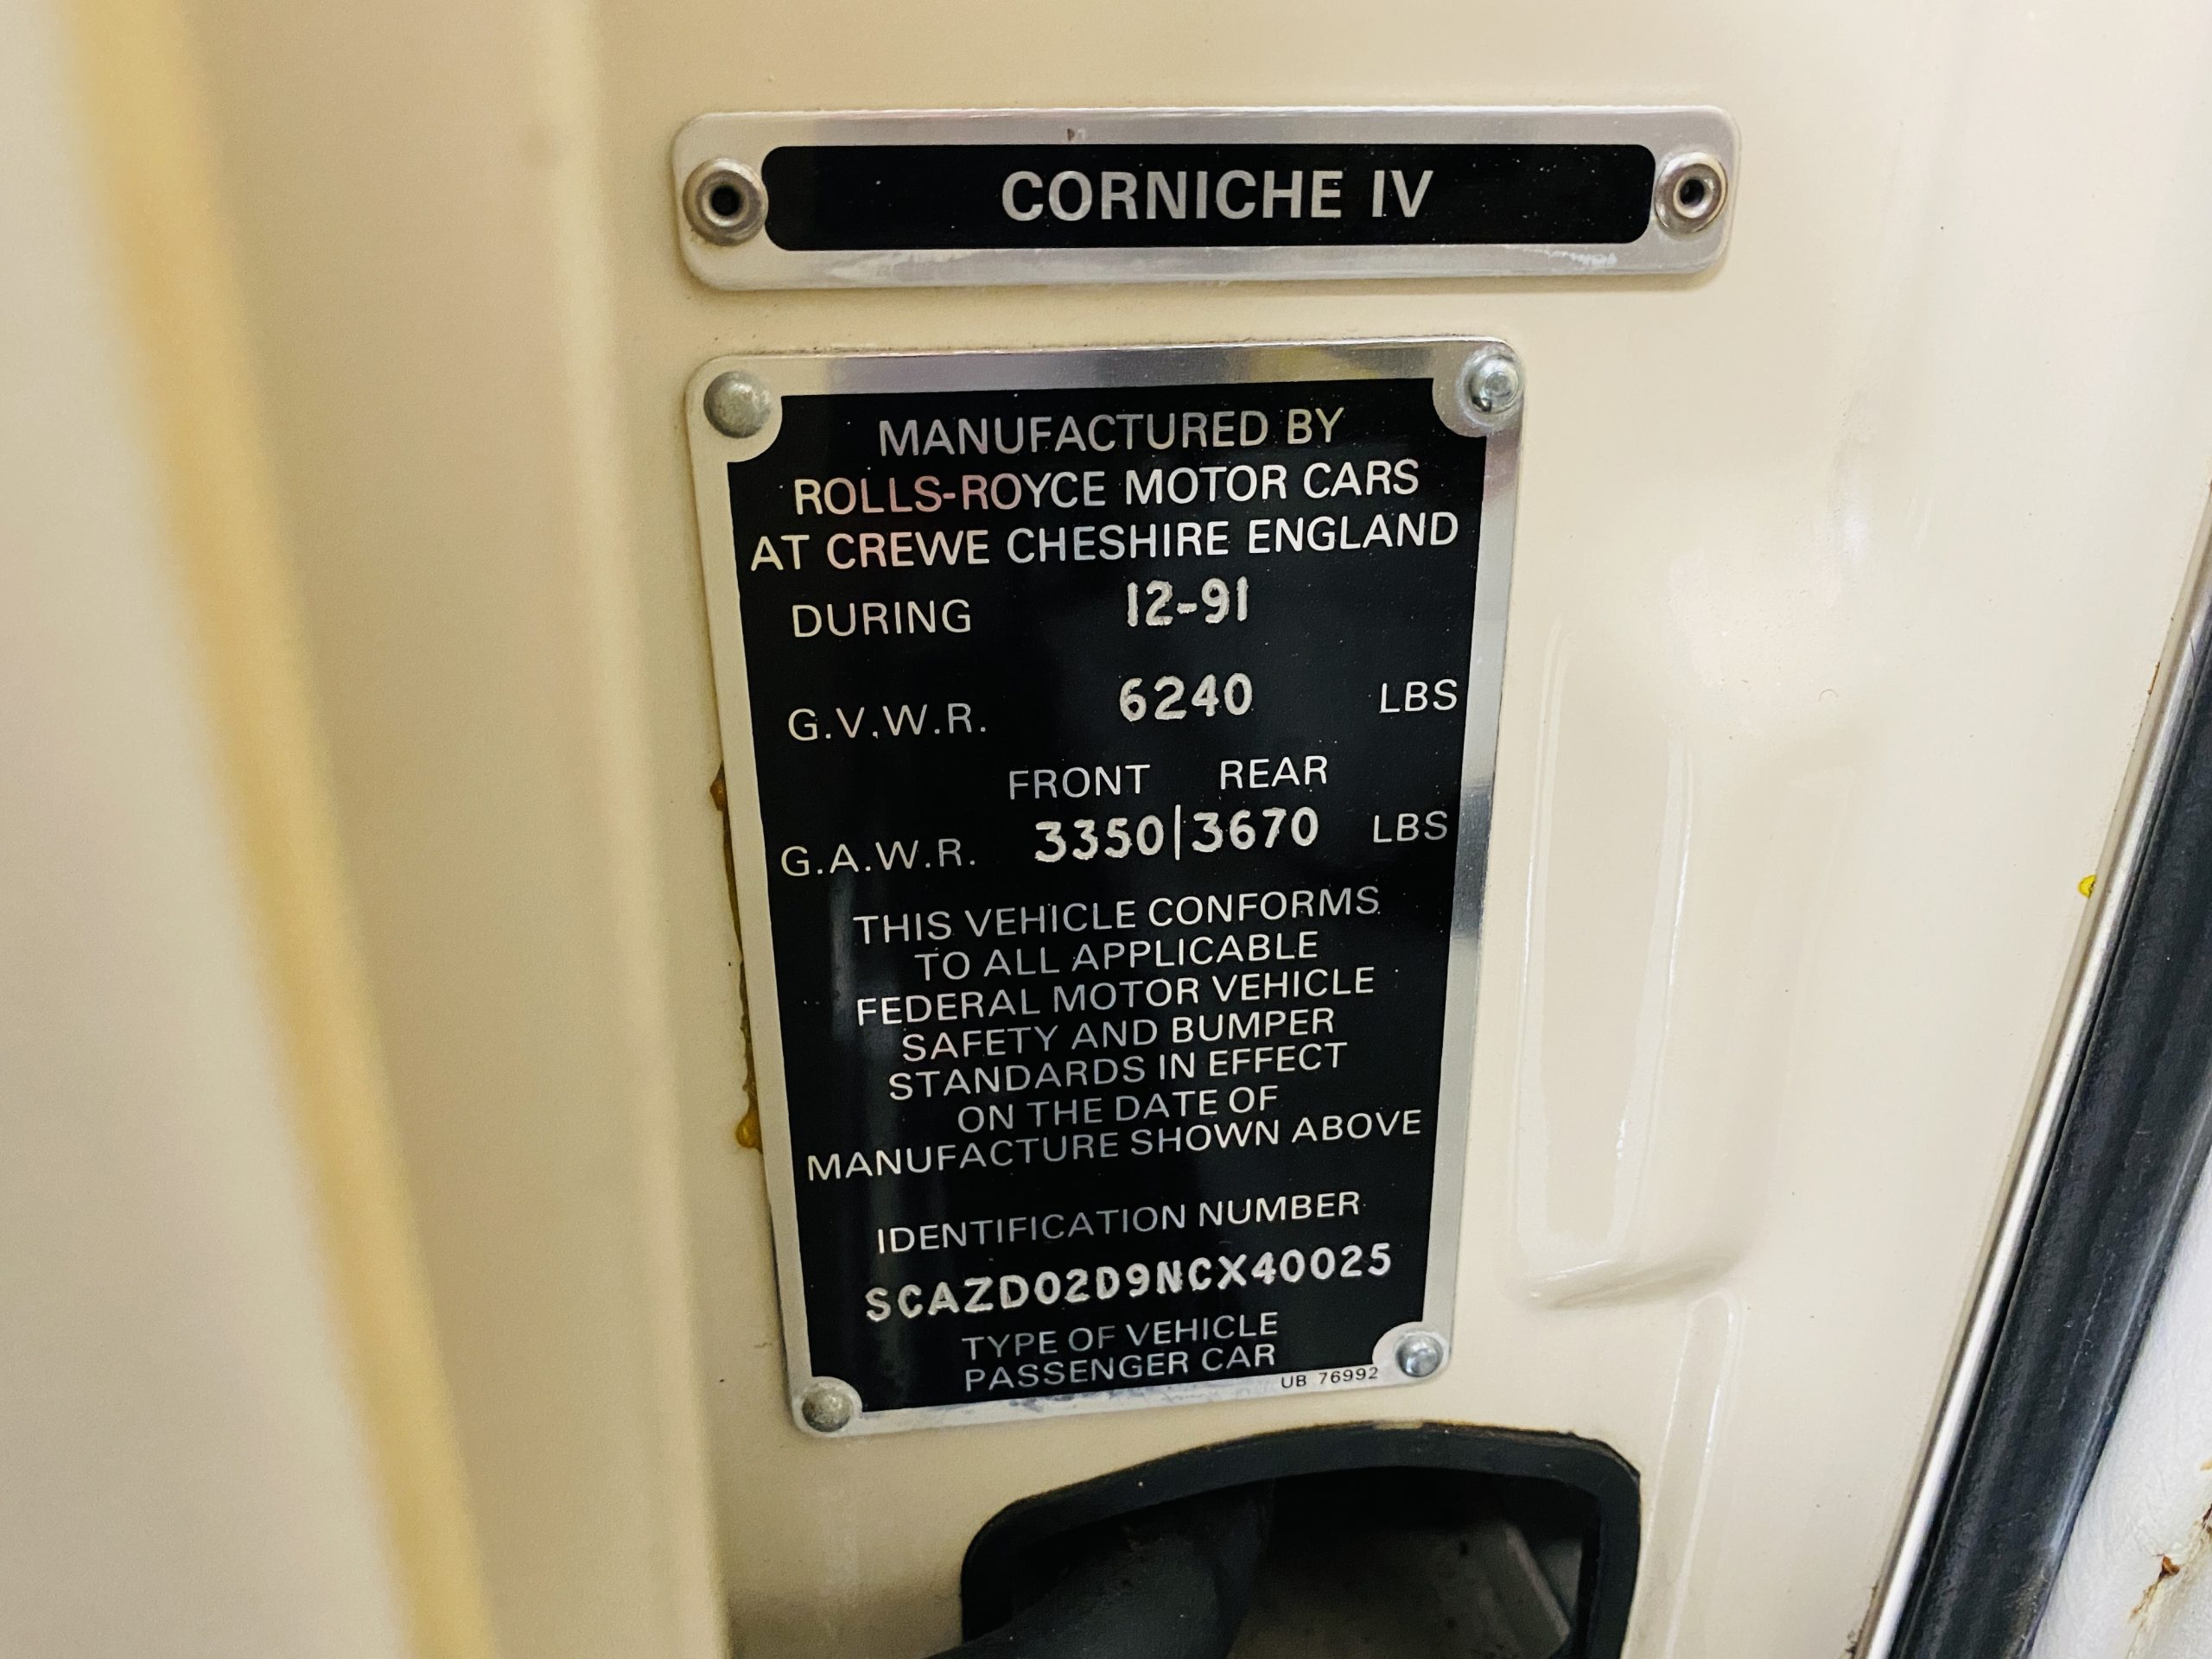 CORNICHE IV
MANUFACTURED BY
ROLLS-ROYCE MOTOR CARS
AT CREWE CHESHIRE ENGLAND
DURING 12-91
G.V.W.R. 6240 LBS
FRONT REAR
G.A.W.R. 3350|3670 LBS
THIS VEHICLE CONFORMS
TO ALL APPLICABLE
FEDERAL MOTOR VEHICLE
SAFETY AND BUMPER
STANDARDS IN EFFECT
ON THE DATE OF
MANUFACTURE SHOWN ABOVE
IDENTIFICATION NUMBER
SCAZD02D9NCX40025
TYPE OF VEHICLE
PASSENGER CAR
UB 76992